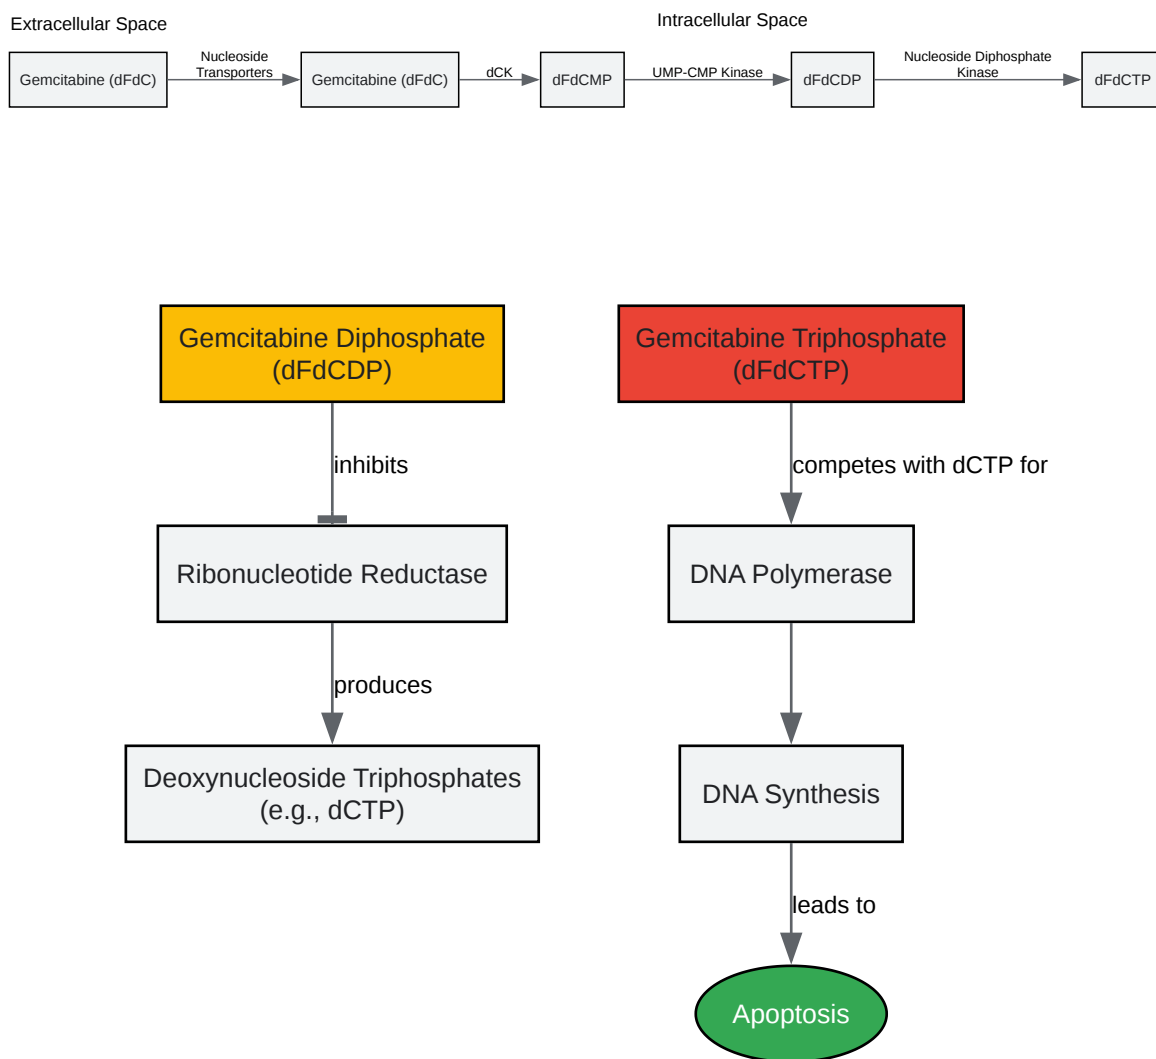 Extracellular Space
Intracellular Space
Gemcitabine (dFdC)
Nucleoside
Transporters
Gemcitabine (dFdC)
dCK
dFdCMP
UMP-CMP Kinase
dFdCDP
Nucleoside Diphosphate
Kinase
dFdCTP
Gemcitabine Diphosphate
(dFdCDP)
inhibits
Ribonucleotide Reductase
produces
Deoxynucleoside Triphosphates
(e.g., dCTP)
Gemcitabine Triphosphate
(dFdCTP)
competes with dCTP for
DNA Polymerase
DNA Synthesis
leads to
Apoptosis